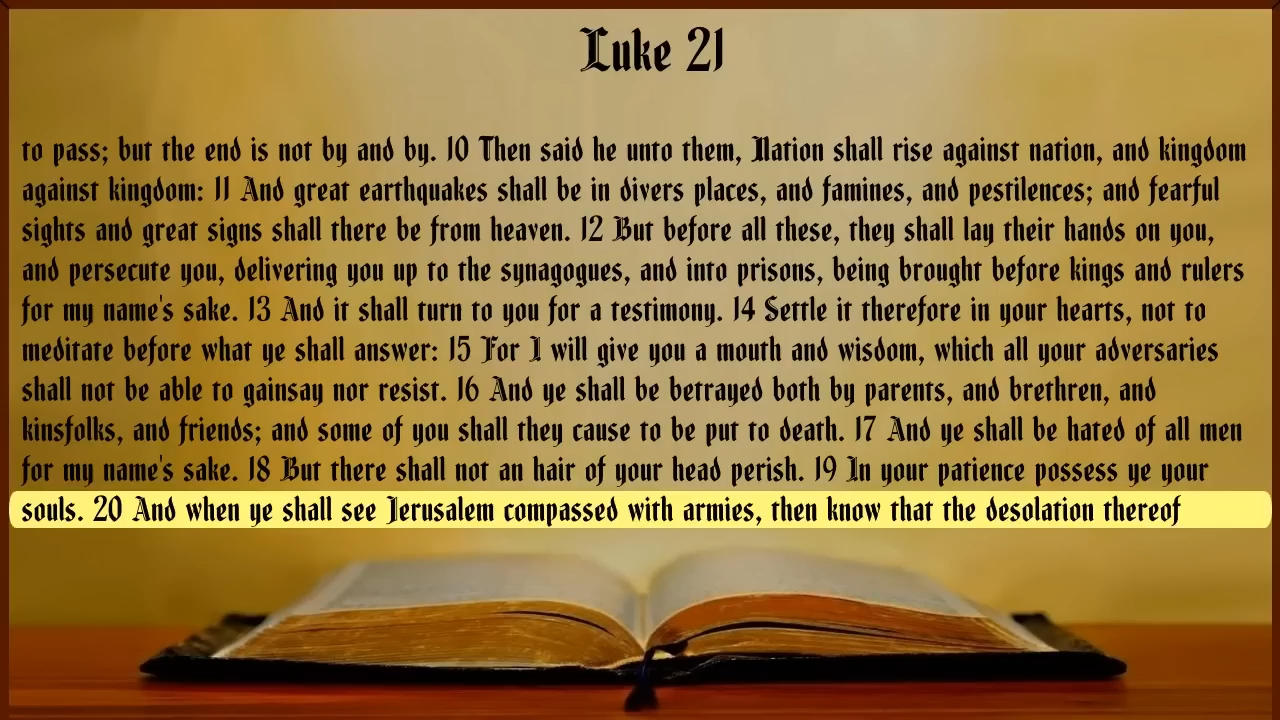 Luke 21
to pass; but the end is not by and by. 10 Then said he unto them, Nation shall rise against nation, and kingdom
against kingdom: 11 And great earthquakes shall be in divers places, and famines, and pestilences; and fearful
sights and great signs shall there be from heaven. 12 But before all these, they shall lay their hands on you,
and persecute you, delivering you up to the synagogues, and into prisons, being brought before kings and rulers
for my name's sake. 13 And it shall turn to you for a testimony. 14 Settle it therefore in your hearts, not to
meditate before what ye shall answer: 15 For I will give you a mouth and wisdom, which all your adversaries
shall not be able to gainsay nor resist. 16 And ye shall be betrayed both by parents, and brethren, and
kinsfolks, and friends; and some of you shall they cause to be put to death. 17 And ye shall be hated of all men
for my name's sake. 18 But there shall not an hair of your head perish. 19 In your patience possess ye your
souls. 20 And when ye shall see Jerusalem compassed with armies, then know that the desolation thereof